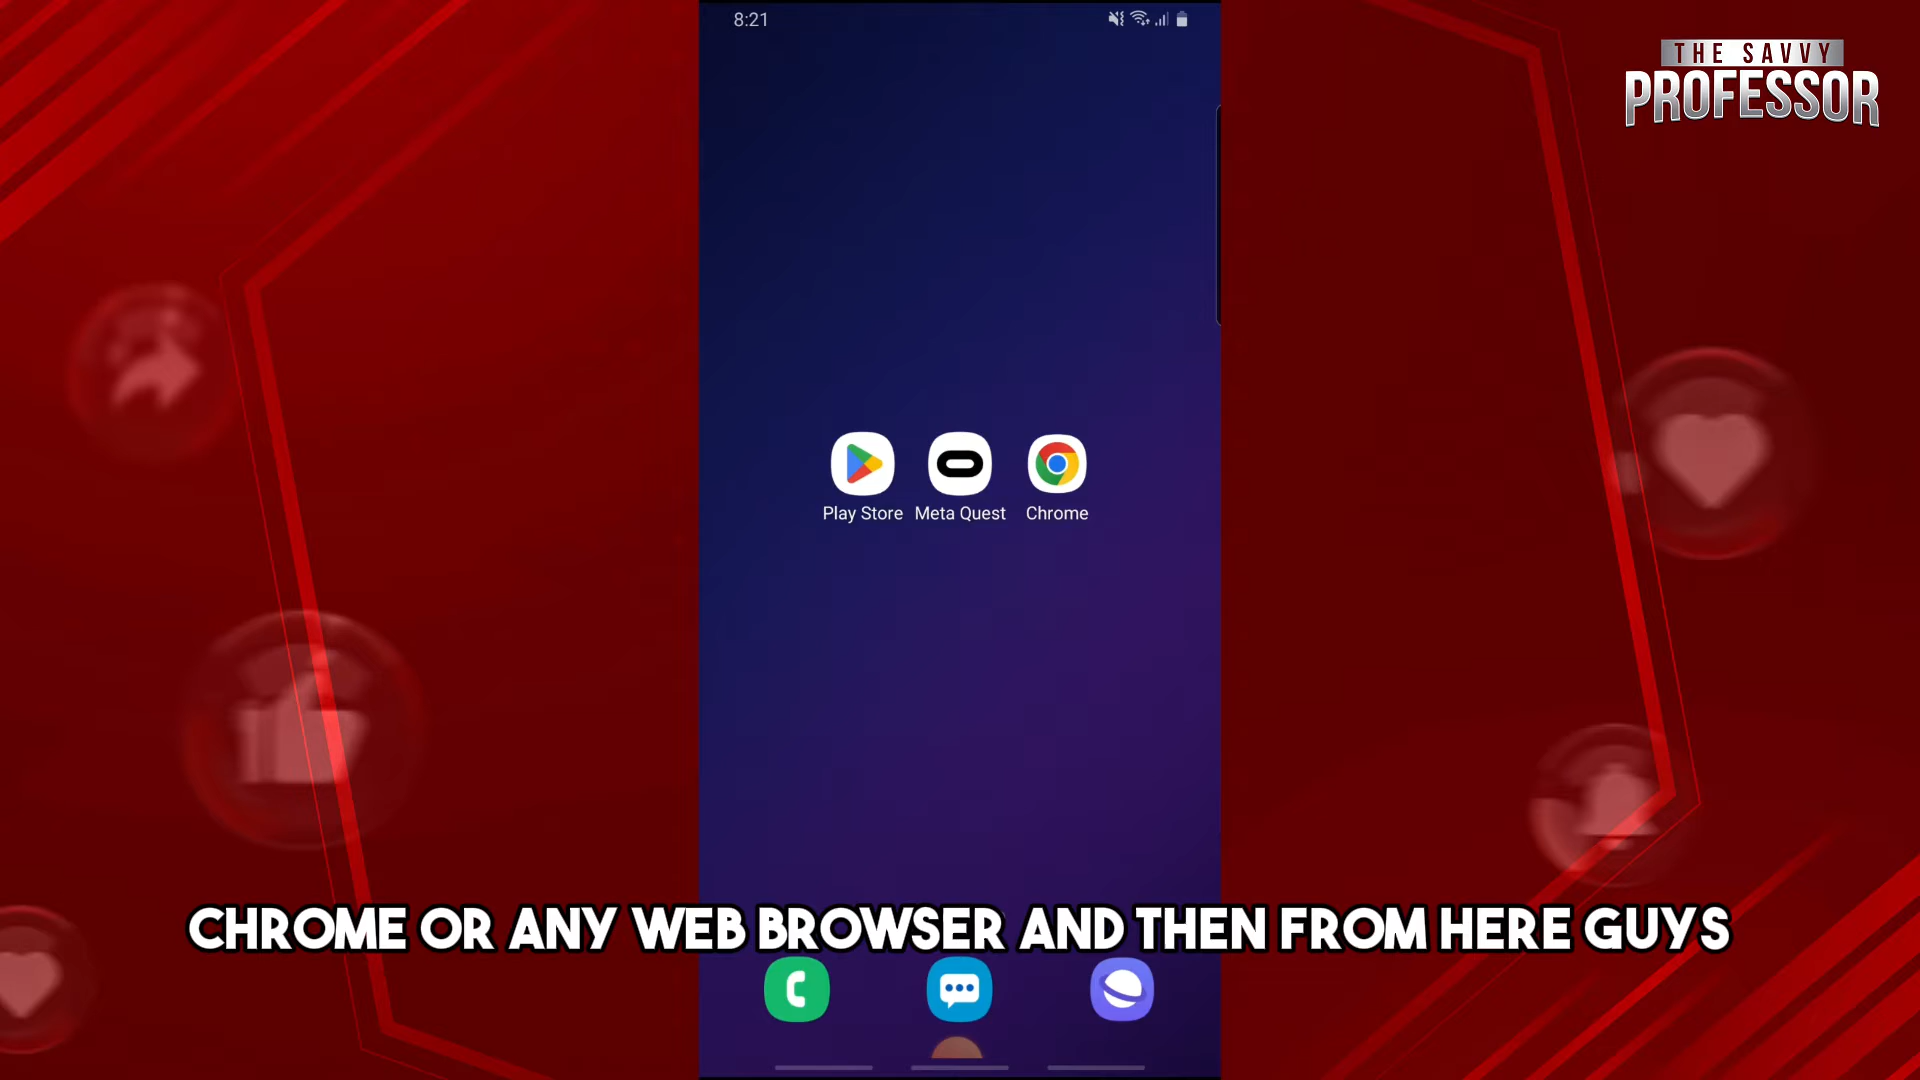 8:21
THE SAVVY
PROFESSOR
Play Store Meta Quest Chrome
CHROME OR ANY WEB BROWSER AND THEN FROM HERE GUYS